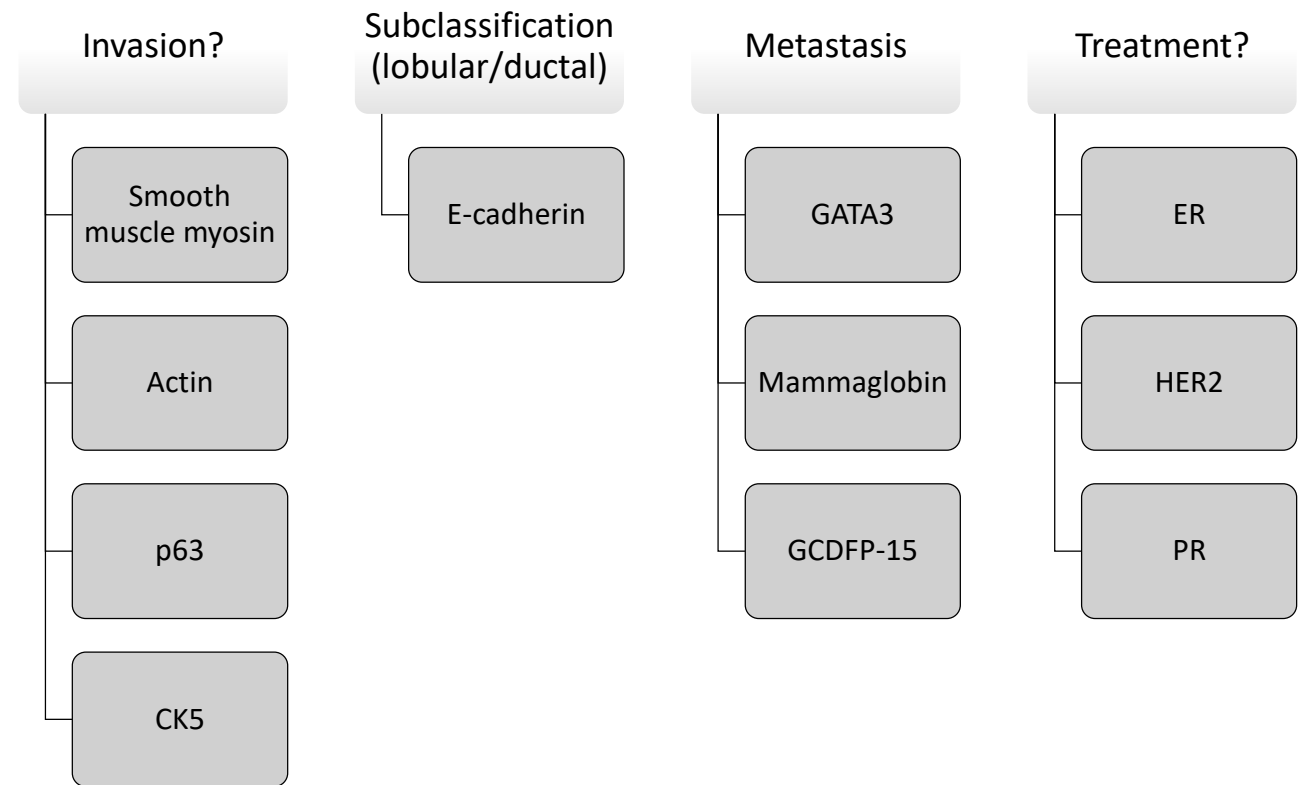 Invasion?
Smooth
muscle myosin
Actin
p63
CK5
Subclassification
(lobular/ductal)
E-cadherin
Metastasis
GATA3
Mammaglobin
GCDFP-15
Treatment?
ER
HER2
PR